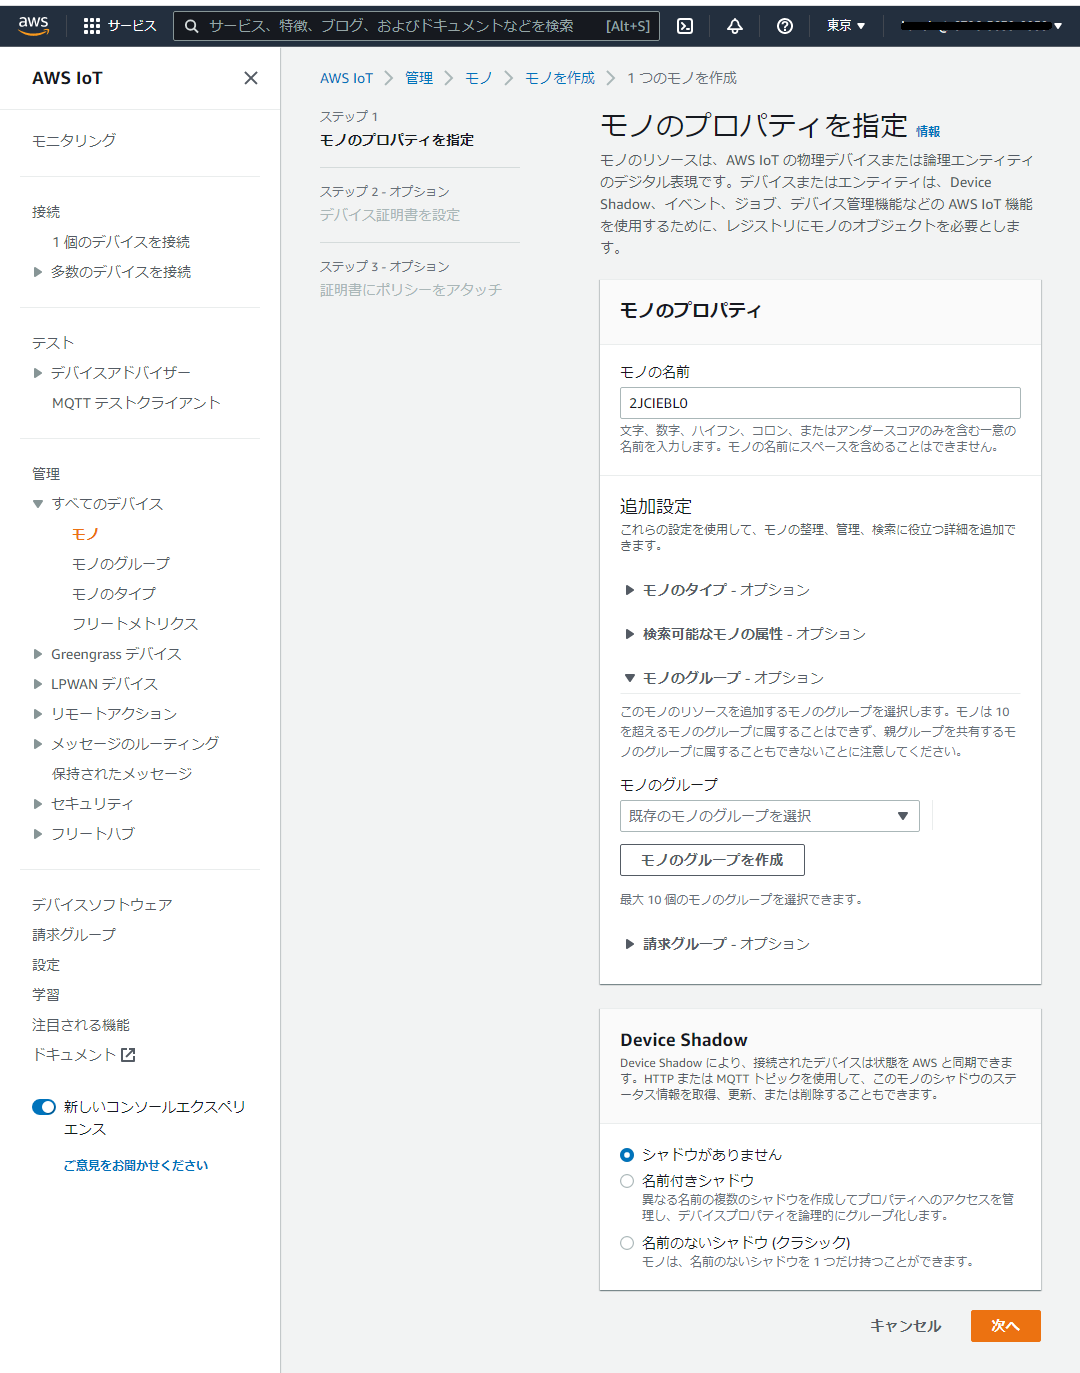 aws
サービス
サービス、特徴、ブログ、およびドキュメントなどを検索
[Alt+S]
東京
AWS IoT
モニタリング
接続
1 個のデバイスを接続
多数のデバイスを接続
テスト
デバイスアドバイザー
MQTT テストクライアント
管理
すべてのデバイス
モノ
モノのグループ
モノのタイプ
フリートメトリクス
Greengrass デバイス
LPWAN デバイス
リモートアクション
メッセージのルーティング
保持されたメッセージ
セキュリティ
フリートハブ
デバイスソフトウェア
請求グループ
設定
学習
注目される機能
ドキュメント
新しいコンソールエクスペリ
エンス
ご意見をお聞かせください
AWS IoT
管理
モノ
モノを作成
1 つのモノを作成
ステップ 1
モノのプロパティを指定
ステップ 2 - オプション
デバイス証明書を設定
ステップ 3 - オプション
証明書にポリシーをアタッチ
モノのプロパティを指定 情報
モノのリソースは、AWS IoT の物理デバイスまたは論理エンティティ
のデジタル表現です。デバイスまたはエンティティは、Device
Shadow、イベント、ジョブ、デバイス管理機能などの AWS IoT 機能
を使用するために、レジストリにモノのオブジェクトを必要としま
す。
モノのプロパティ
モノの名前
2JCIEBL0
文字、数字、ハイフン、コロン、またはアンダースコアのみを含む一意の
名前を入力します。モノの名前にスペースを含めることはできません。
追加設定
これらの設定を使用して、モノの整理、管理、検索に役立つ詳細を追加で
きます。
モノのタイプ - オプション
検索可能なモノの属性 - オプション
モノのグループ - オプション
このモノのリソースを追加するモノのグループを選択します。モノは 10
を超えるモノのグループに属することはできず、親グループを共有するモ
ノのグループに属することもできないことに注意してください。
モノのグループ
既存のモノのグループを選択
モノのグループを作成
最大 10 個のモノのグループを選択できます。
請求グループ - オプション
Device Shadow
Device Shadow により、接続されたデバイスは状態を AWS と同期できま
す。HTTP または MQTT トピックを使用して、このモノのシャドウのステ
ータス情報を取得、更新、または削除することもできます。
シャドウがありません
名前付きシャドウ
異なる名前の複数のシャドウを作成してプロパティへのアクセスを管
理し、デバイスプロパティを論理的にグループ化します。
名前のないシャドウ (クラシック)
モノは、名前のないシャドウを 1 つだけ持つことができます。
キャンセル
次へ